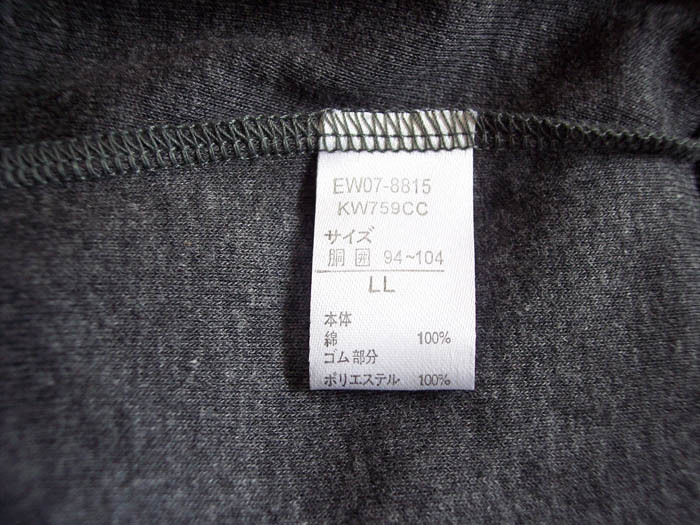 EW07-8815
KW759CC
サイズ
胴囲 94~104
LL
本体
綿 100%
ゴム部分
ポリエステル 100%